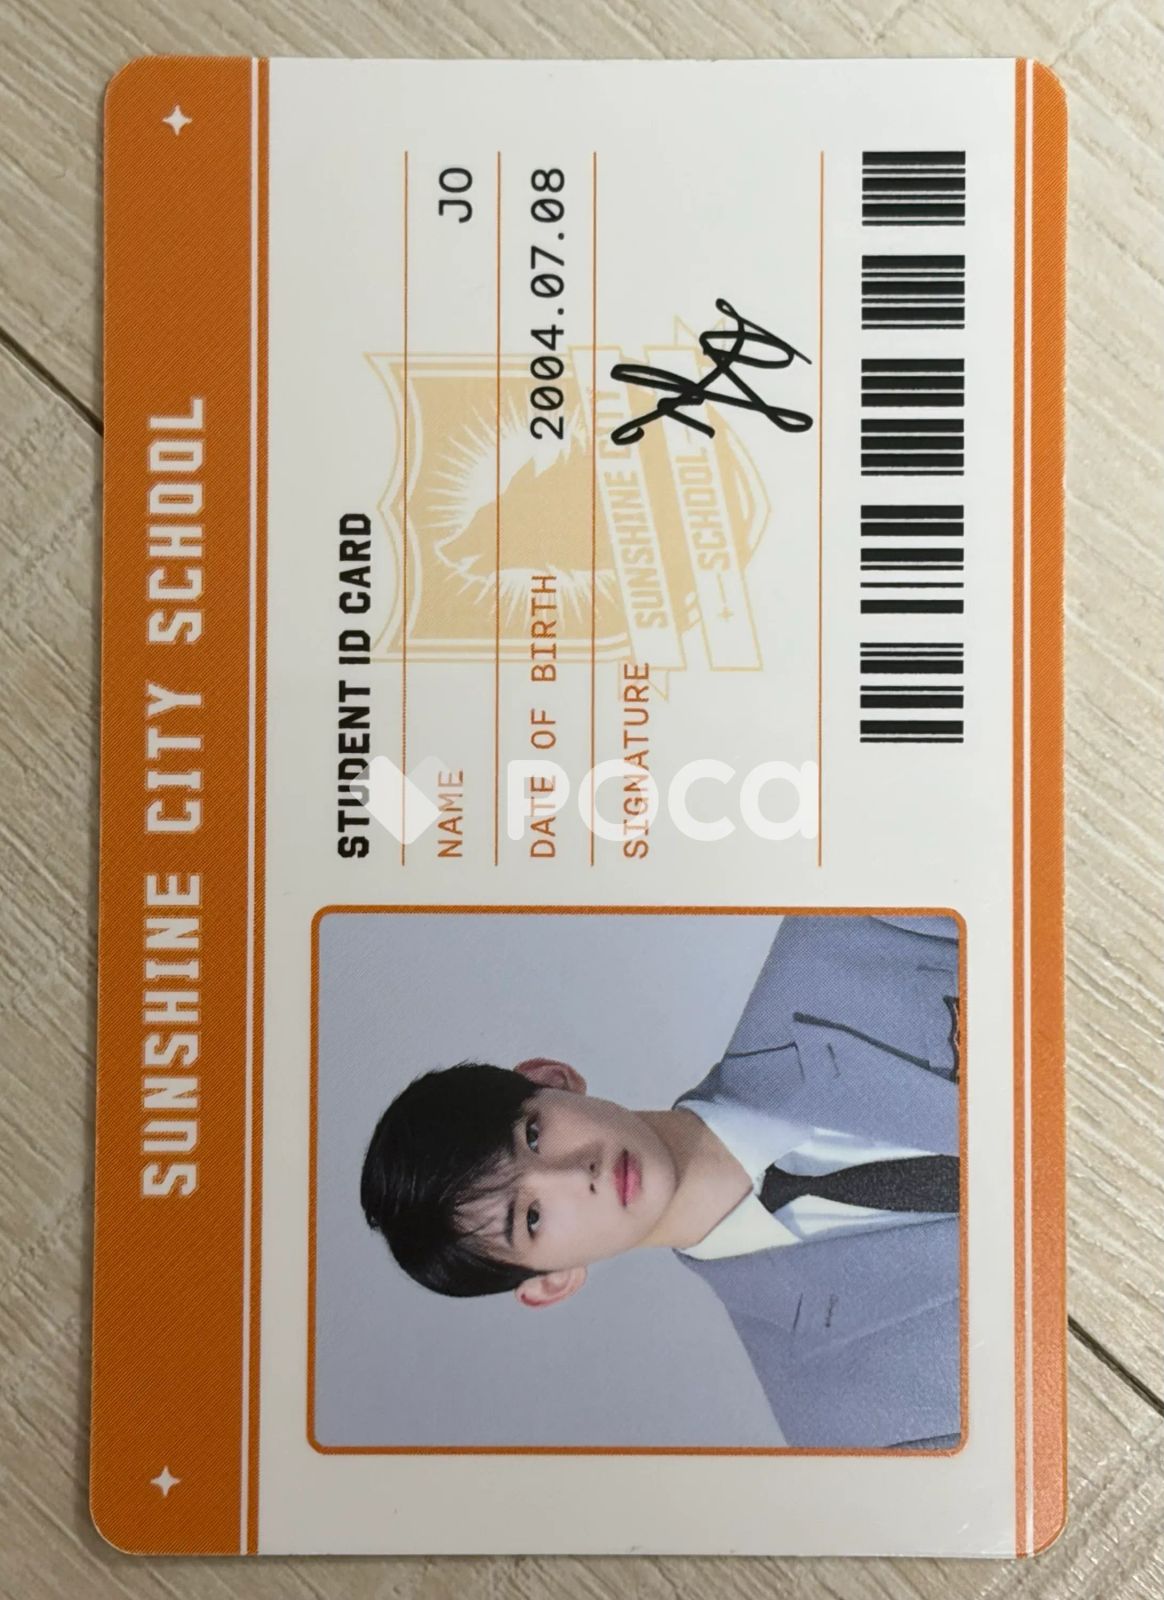 SUNSHINE CITY SCHOOL
STUDENT ID CARD
NAME JO
DATE OF BIRTH 2004.07.08
SIGNATURE
SUNSHINE CITY
SCHOOL
POCA